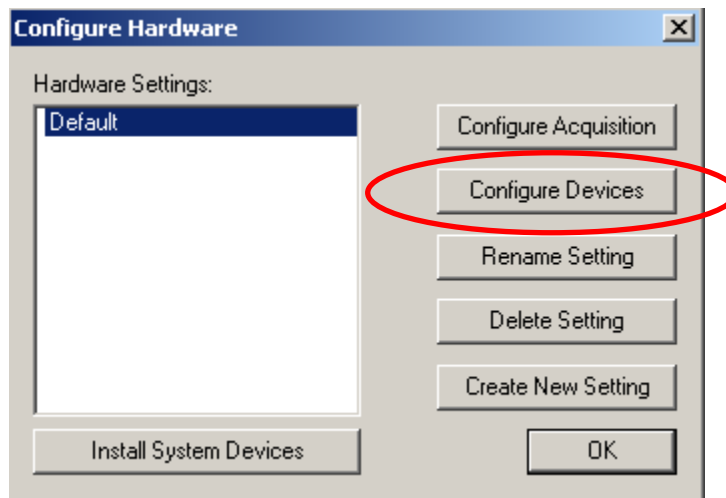 Configure Hardware
Hardware Settings:
Default
Configure Acquisition
Configure Devices
Rename Setting
Delete Setting
Create New Setting
Install System Devices
OK